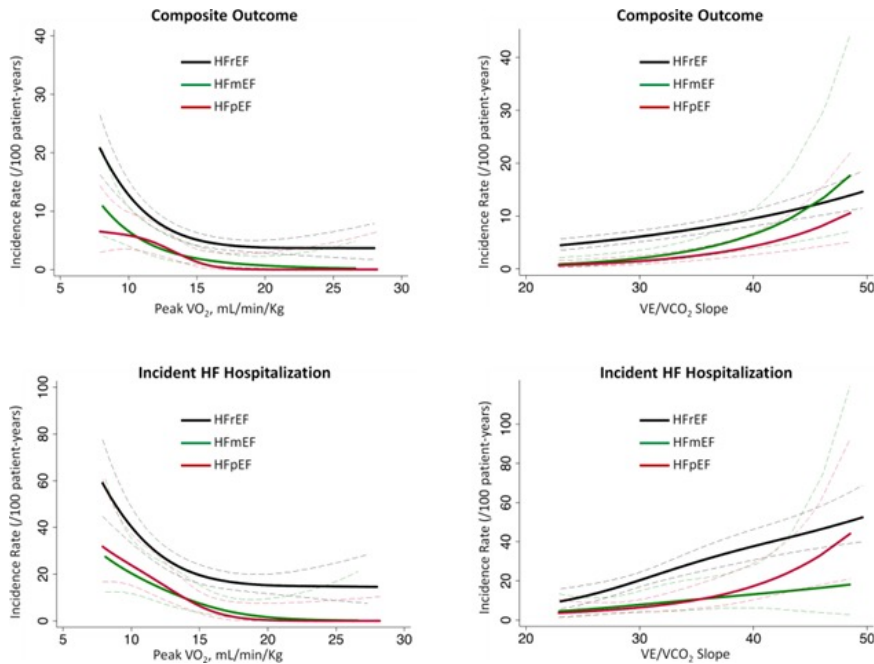 Composite Outcome
Incidence Rate (/100 patient-years)
40
30
20
10
0
HFrEF
HFmEF
HFpEF
5
10
15
20
25
30
Peak VO₂, mL/min/Kg
Composite Outcome
Incidence Rate (/100 patient-years)
40
30
20
10
0
HFrEF
HFmEF
HFpEF
20
30
40
50
VE/VCO₂ Slope
Incident HF Hospitalization
Incidence Rate (/100 patient-years)
100
80
60
40
20
0
HFrEF
HFmEF
HFpEF
5
10
15
20
25
30
Peak VO₂, mL/min/Kg
Incident HF Hospitalization
Incidence Rate (/100 patient-years)
100
80
60
40
20
0
HFrEF
HFmEF
HFpEF
20
30
40
50
VE/VCO₂ Slope